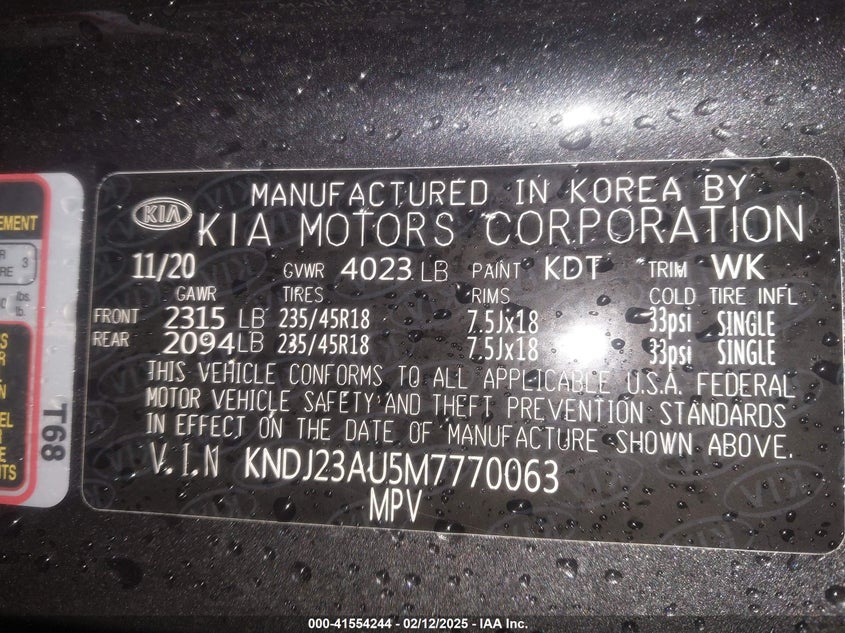 KIA
MANUFACTURED IN KOREA BY
KIA MOTORS CORPORATION
11/20 GVWR 4023 LB PAINT KDT TRIM WK
GAWR TIRES RIMS COLD TIRE INFL
FRONT 2315 LB 235/45R18 7.5Jx18 33psi SINGLE
REAR 2094 LB 235/45R18 7.5Jx18 33psi SINGLE
THIS VEHICLE CONFORMS TO ALL APPLICABLE U.S.A. FEDERAL
MOTOR VEHICLE SAFETY AND THEFT PREVENTION STANDARDS
IN EFFECT ON THE DATE OF MANUFACTURE SHOWN ABOVE.
V.I.N KNDJ23AU5M7770063
MPV
EMENT
3
lbs.
T68
000-41554244 - 02/12/2025 - IAA Inc.